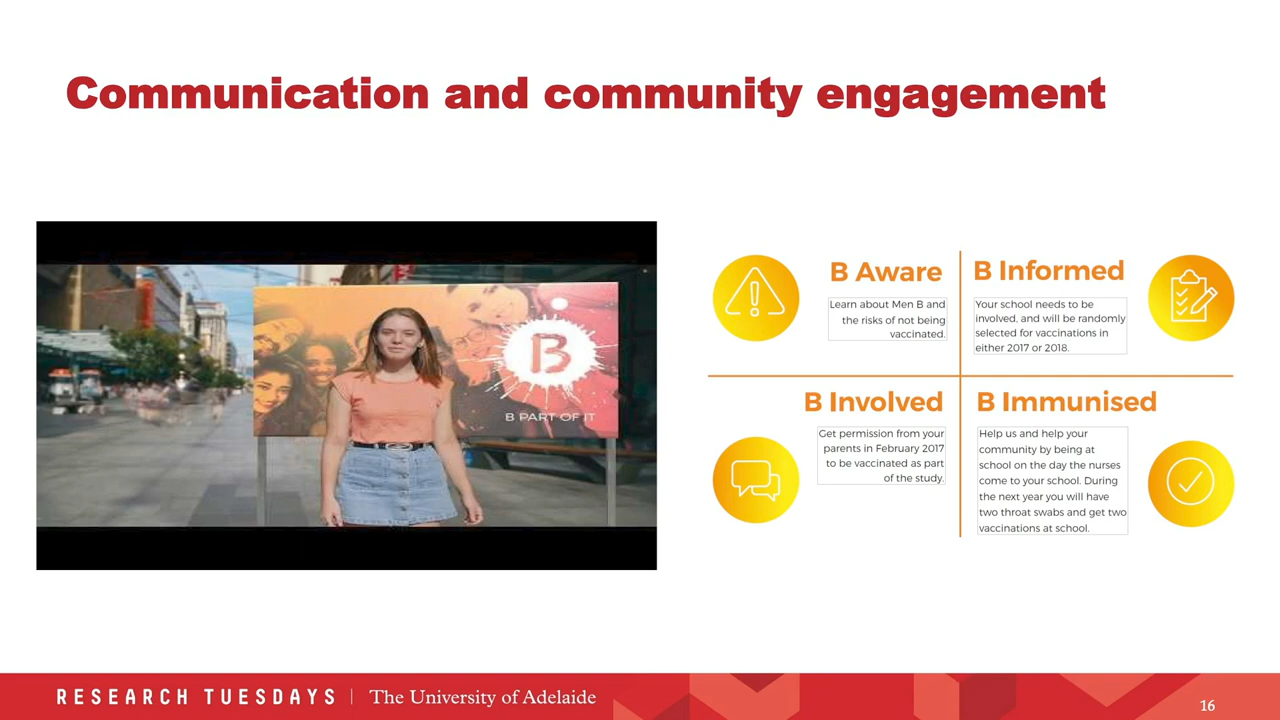 Communication and community engagement
B
B PART OF IT
B Aware
Learn about Men B and
the risks of not being
vaccinated.
B Informed
Your school needs to be
involved, and will be randomly
selected for vaccinations in
either 2017 or 2018.
B Involved
Get permission from your
parents in February 2017
to be vaccinated as part
of the study.
B Immunised
Help us and help your
community by being at
school on the day the nurses
come to your school. During
the next year you will have
two throat swabs and get two
vaccinations at school.
RESEARCH TUESDAYS | The University of Adelaide
16